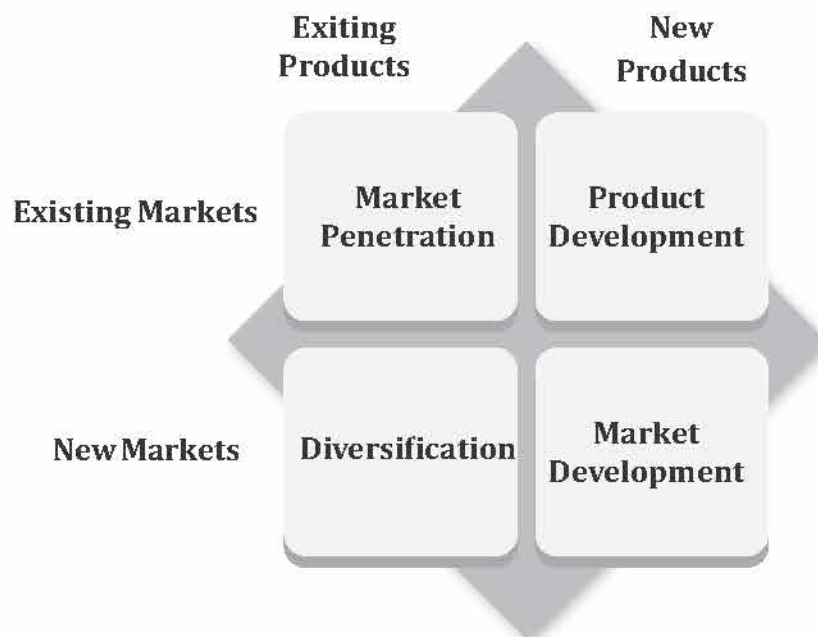 Exiting
Products
New
Products
Existing Markets
Market
Penetration
Product
Development
New Markets
Diversification
Market
Development